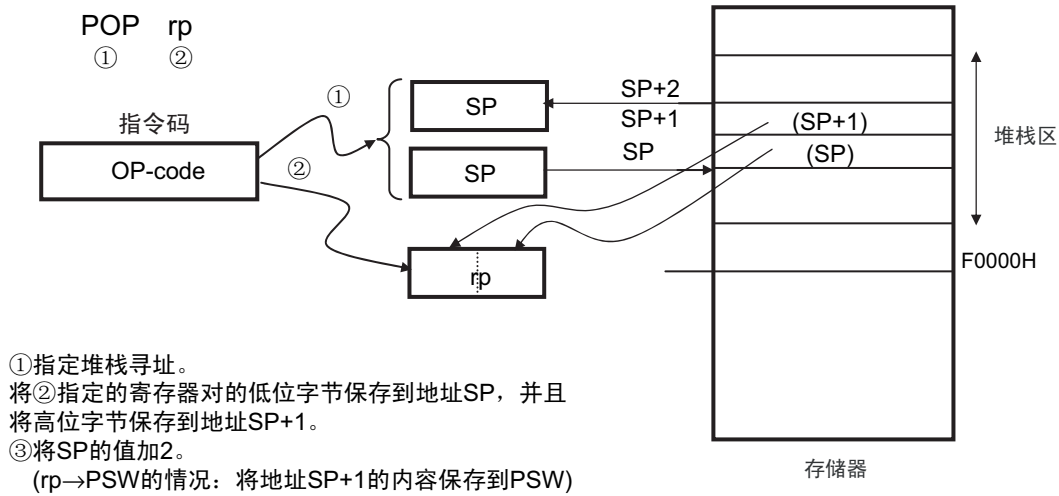 POP rp
① ②
指令码
OP-code
①
②
SP
SP
rp
SP+2
SP+1
SP
(SP+1)
(SP)
堆栈区
F0000H
存储器
①指定堆栈寻址。
将②指定的寄存器对的低位字节保存到地址SP，并且
将高位字节保存到地址SP+1。
③将SP的值加2。
(rp→PSW的情况：将地址SP+1的内容保存到PSW)